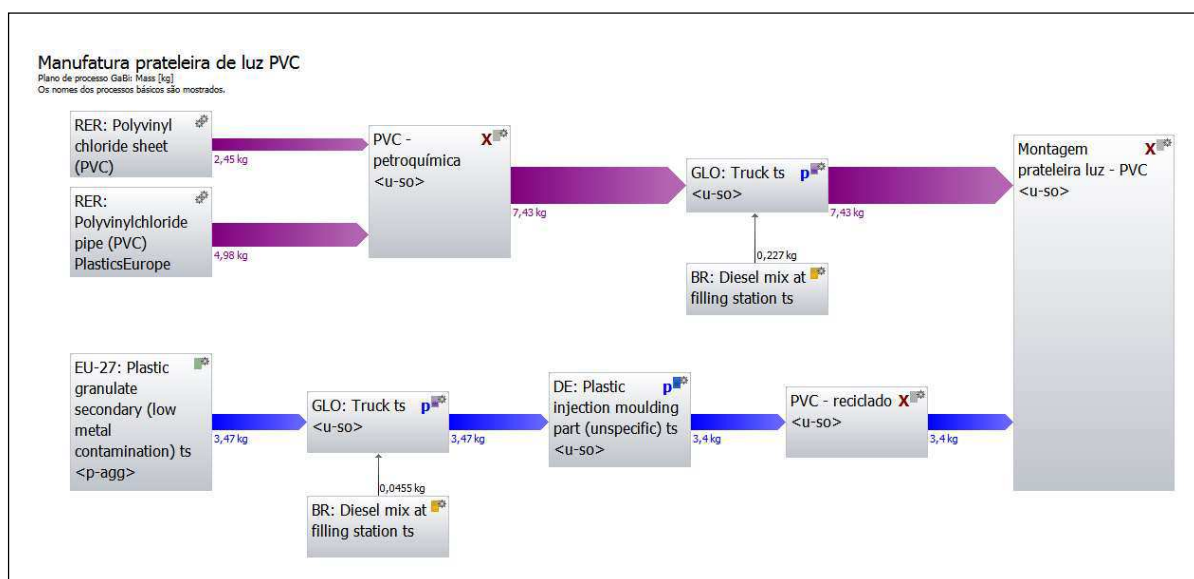 Manufatura prateleira de luz PVC
Plano de processo GaBi: Mass [kg]
Os nomes dos processos básicos são mostrados.
RER: Polyvinyl
chloride sheet
(PVC)
2,45 kg
RER:
Polyvinylchloride
pipe (PVC)
PlasticsEurope
4,98 kg
PVC -
petroquímica
<u-so>
X
7,43 kg
GLO: Truck ts
<u-so>
p
7,43 kg
0,227 kg
BR: Diesel mix at
filling station ts
Montagem
prateleira luz - PVC
<u-so>
X
EU-27: Plastic
granulate
secondary (low
metal
contamination) ts
<p-agg>
3,47 kg
GLO: Truck ts
<u-so>
p
3,47 kg
0,0455 kg
BR: Diesel mix at
filling station ts
DE: Plastic
injection moulding
part (unspecific) ts
<u-so>
p
3,4 kg
PVC - reciclado
<u-so>
X
3,4 kg